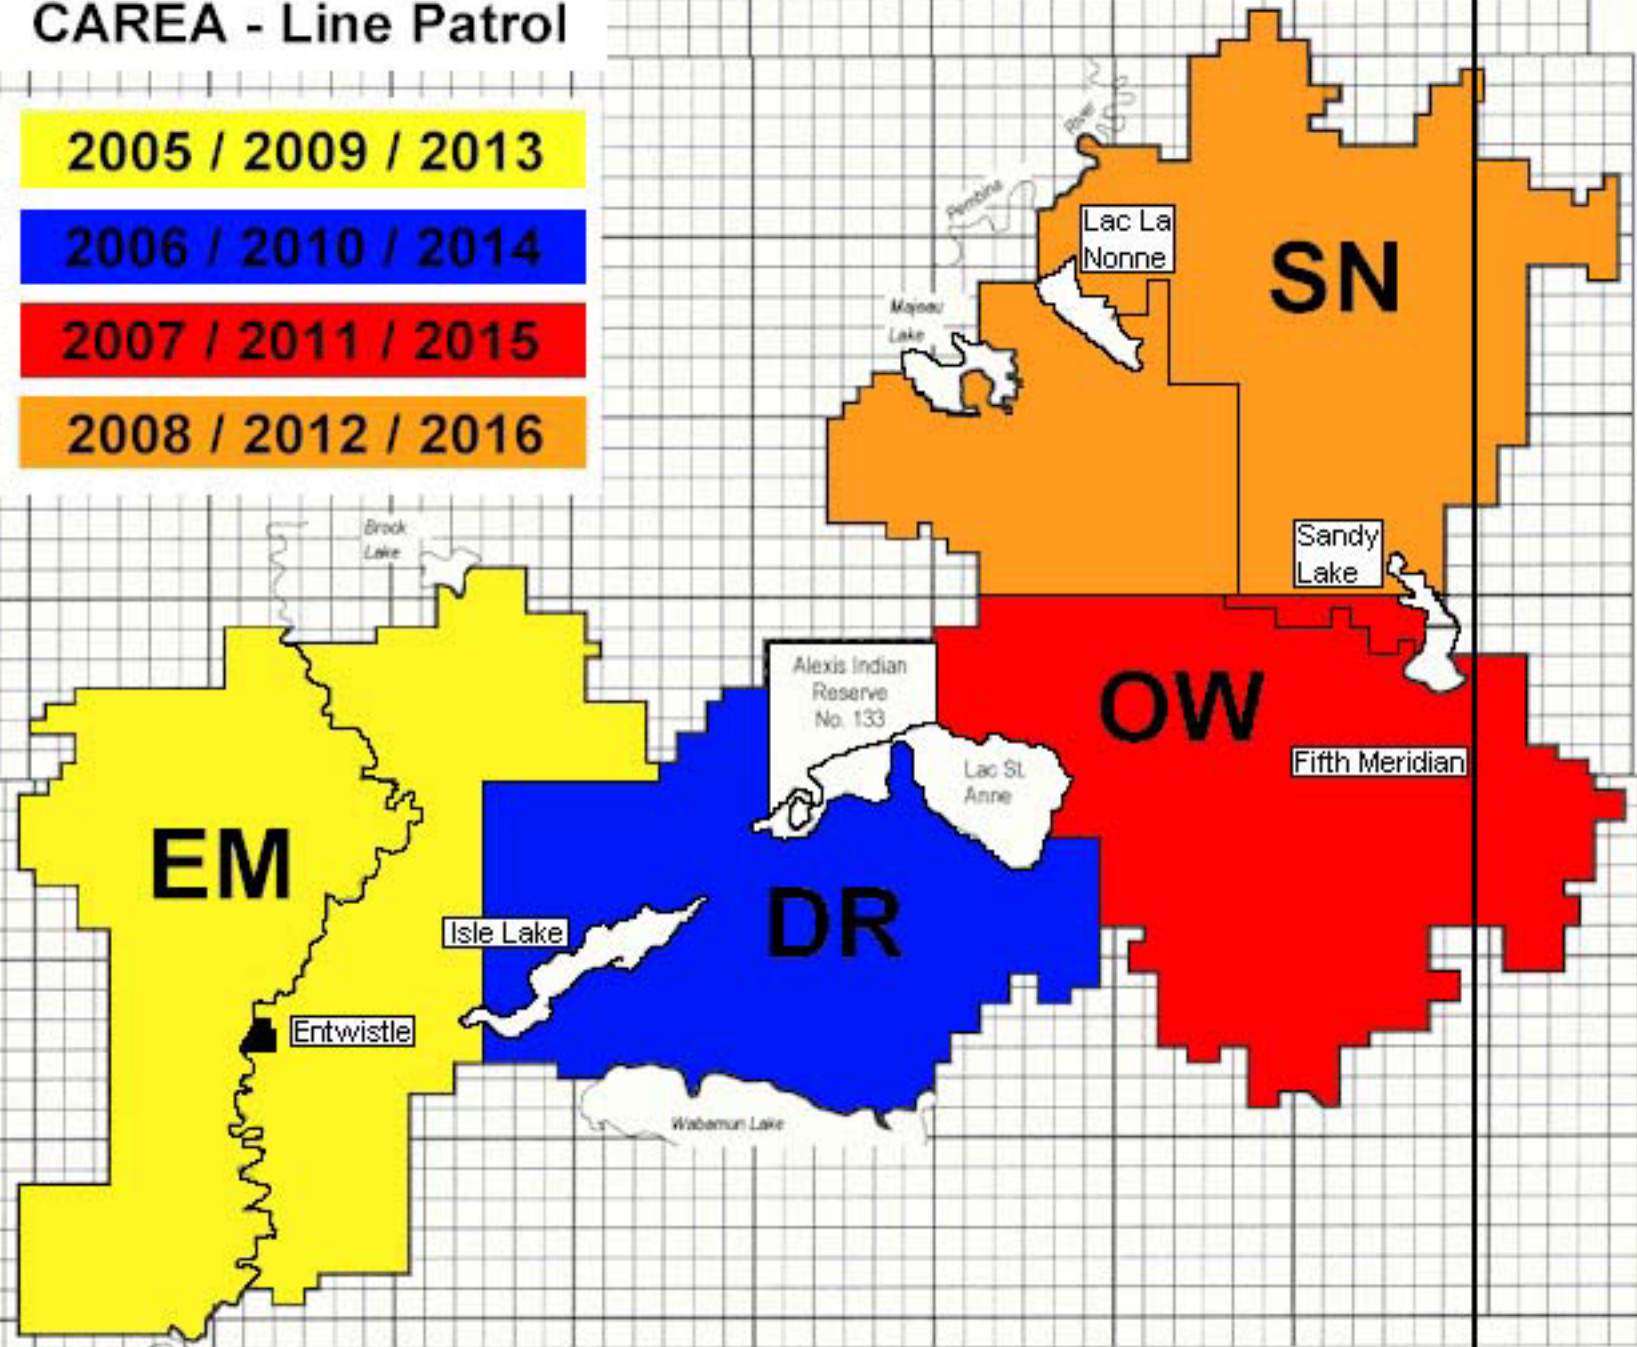 CAREA - Line Patrol
2005 / 2009 / 2013
2006 / 2010 / 2014
2007 / 2011 / 2015
2008 / 2012 / 2016
River
Pembina
Lac La
Nonne
SN
Majeau
Lake
Sandy
Lake
Brock
Lake
Alexis Indian
Reserve
No. 133
OW
Fifth Meridian
Lac St.
Anne
EM
DR
Isle Lake
Entwistle
Wabamun Lake